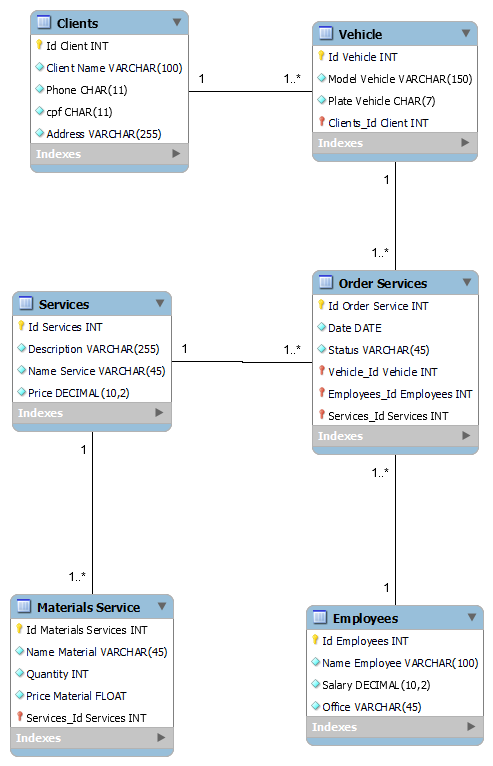 Clients
Id Client INT
Client Name VARCHAR(100)
Phone CHAR(11)
cpf CHAR(11)
Address VARCHAR(255)
Indexes
1
1..*
Vehicle
Id Vehicle INT
Model Vehicle VARCHAR(150)
Plate Vehicle CHAR(7)
Clients_Id Client INT
Indexes
1
1..*
Services
Id Services INT
Description VARCHAR(255)
Name Service VARCHAR(45)
Price DECIMAL(10,2)
Indexes
1
1..*
Order Services
Id Order Service INT
Date DATE
Status VARCHAR(45)
Vehicle_Id Vehicle INT
Employees_Id Employees INT
Services_Id Services INT
Indexes
1
1..*
1..*
1
Materials Service
Id Materials Services INT
Name Material VARCHAR(45)
Quantity INT
Price Material FLOAT
Services_Id Services INT
Indexes
Employees
Id Employees INT
Name Employee VARCHAR(100)
Salary DECIMAL(10,2)
Office VARCHAR(45)
Indexes